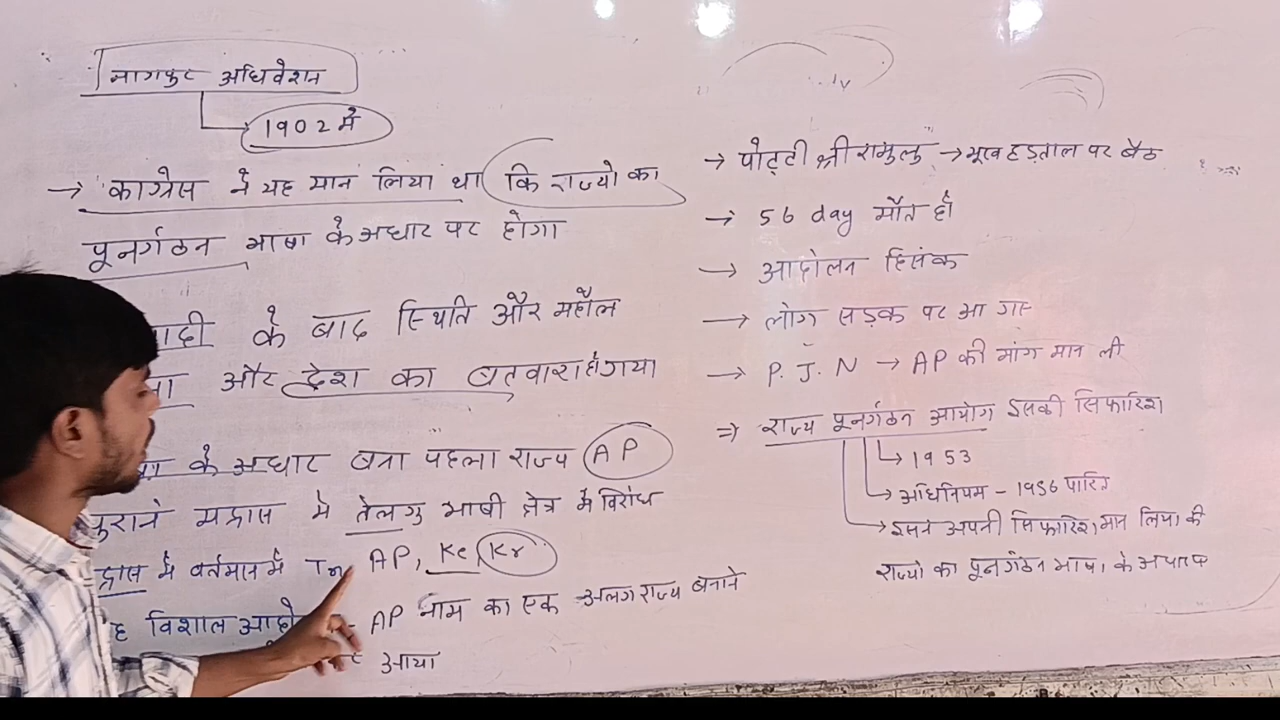 नागपुर अधिवेशन
1902 में
→ काग्रेस ने यह मान लिया था कि राज्यो का
पूनर्गठन भाषा के अधार पर होगा
के बाद स्थिति और महौल
और देश का बतवारा हो गया
के अधार बना पहला राज्य AP
पुराने मद्रास मे तेलगु भाषी क्षेत्र मे विरोध
में वर्तमान में Tn AP, Ke, Kr
विशाल आदो - AP नाम का एक अलग राज्य बनाने
आया
→ पोट्टी श्री रामुलु → भूख हड़ताल पर बैठ
→ 56 day मौत हो
→ आदोलन हिसंक
→ लोग सड़क पर आ गए
→ P. J. N → AP की मांग मान ली
⇒ राज्य पूनर्गठन आयोग इसकी सिफारिश
→ 1953
→ अधिनियम - 1956 पारित
→ इसने अपनी सिफारिश मान लिया की
राज्यो का पूनर्गठन भाषा के अधार पर